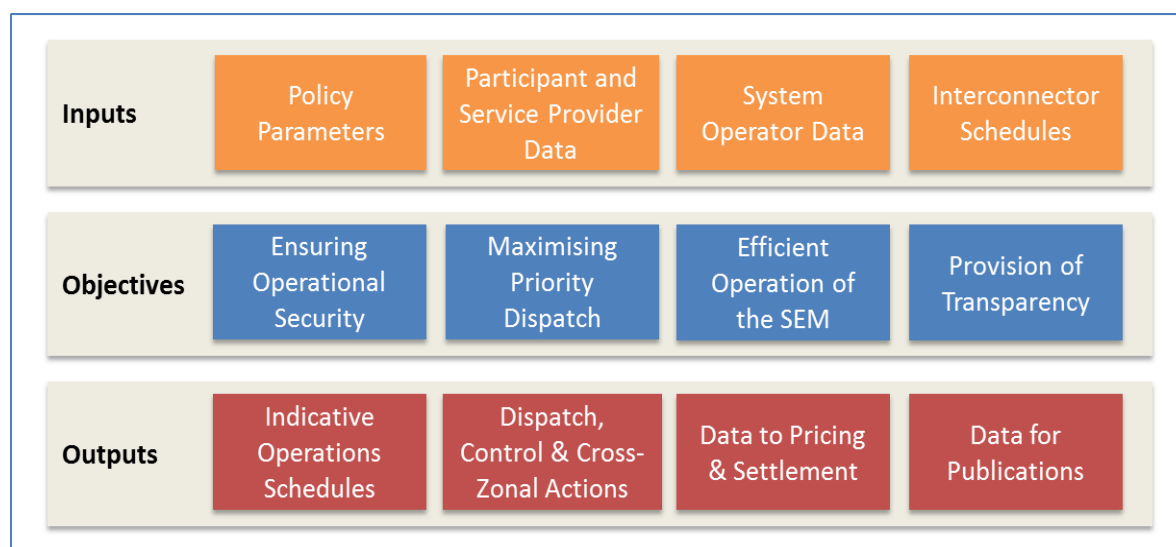 Inputs
Policy
Parameters
Participant and
Service Provider
Data
System
Operator Data
Interconnector
Schedules
Objectives
Ensuring
Operational
Security
Maximising
Priority
Dispatch
Efficient
Operation of
the SEM
Provision of
Transparency
Outputs
Indicative
Operations
Schedules
Dispatch,
Control & Cross-
Zonal Actions
Data to Pricing
& Settlement
Data for
Publications